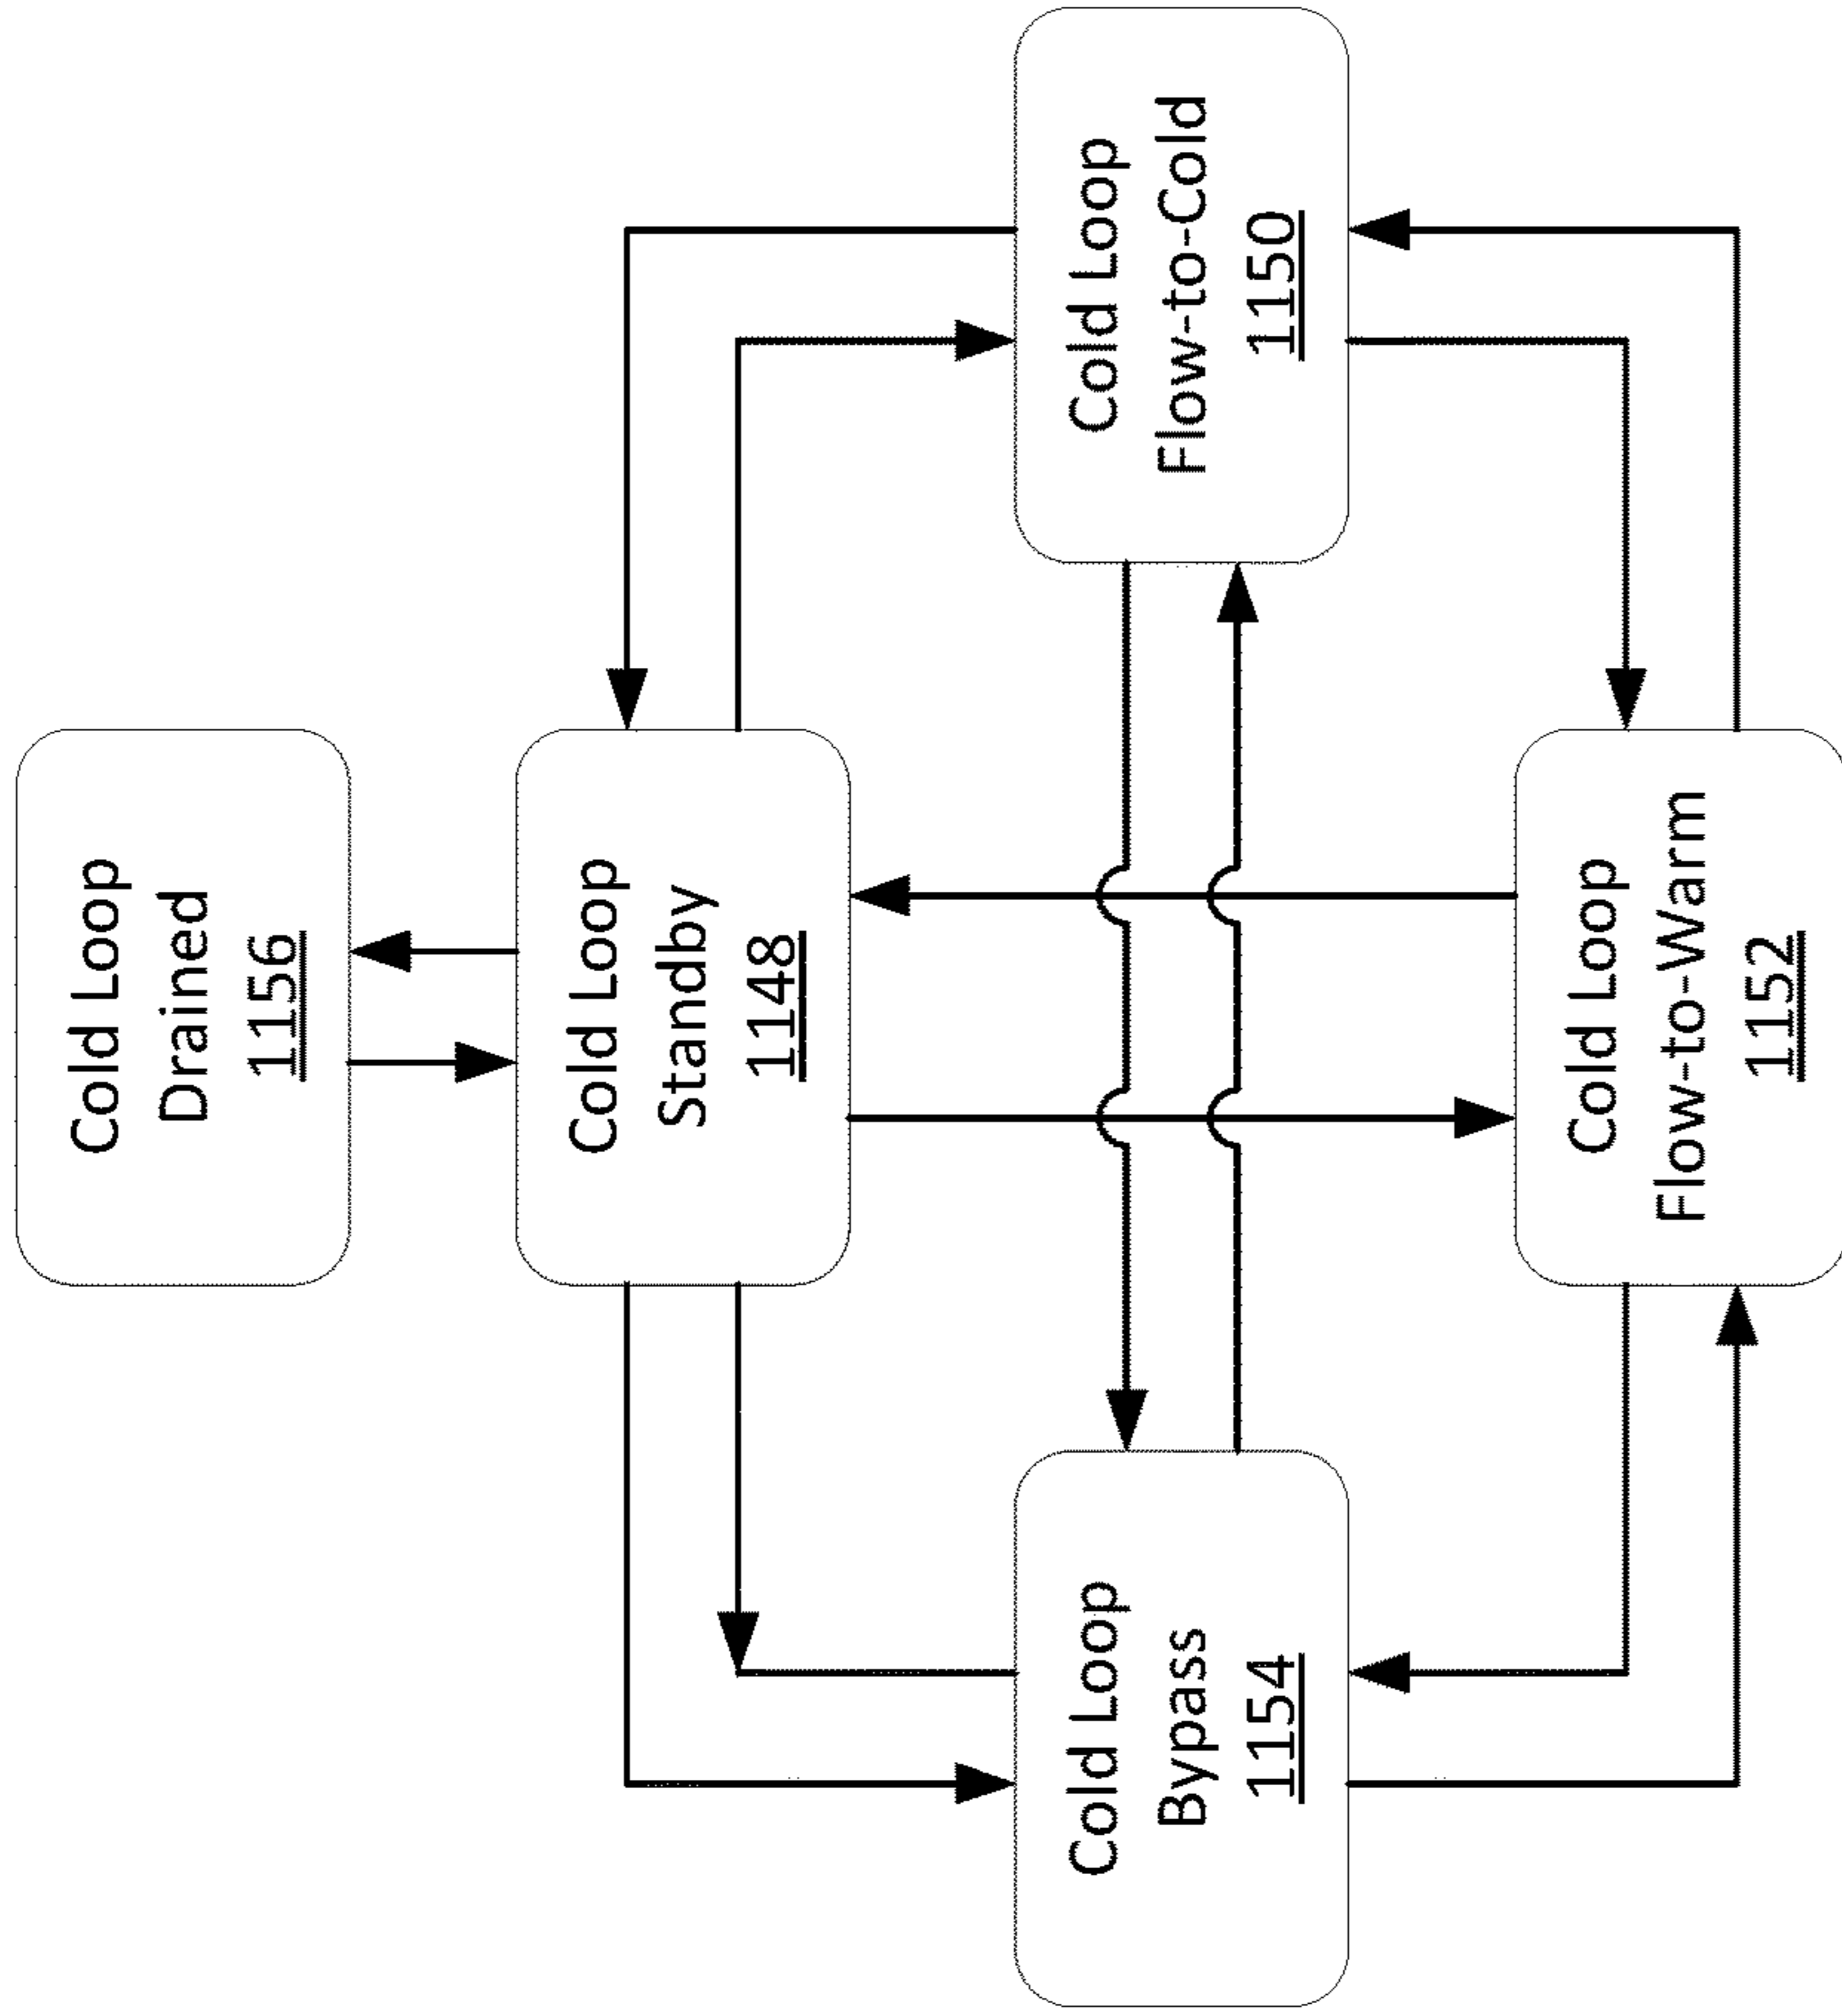 Cold Loop
Drained
1156
Cold Loop
Standby
1148
Cold Loop
Bypass
1154
Cold Loop
Flow-to-Cold
1150
Cold Loop
Flow-to-Warm
1152